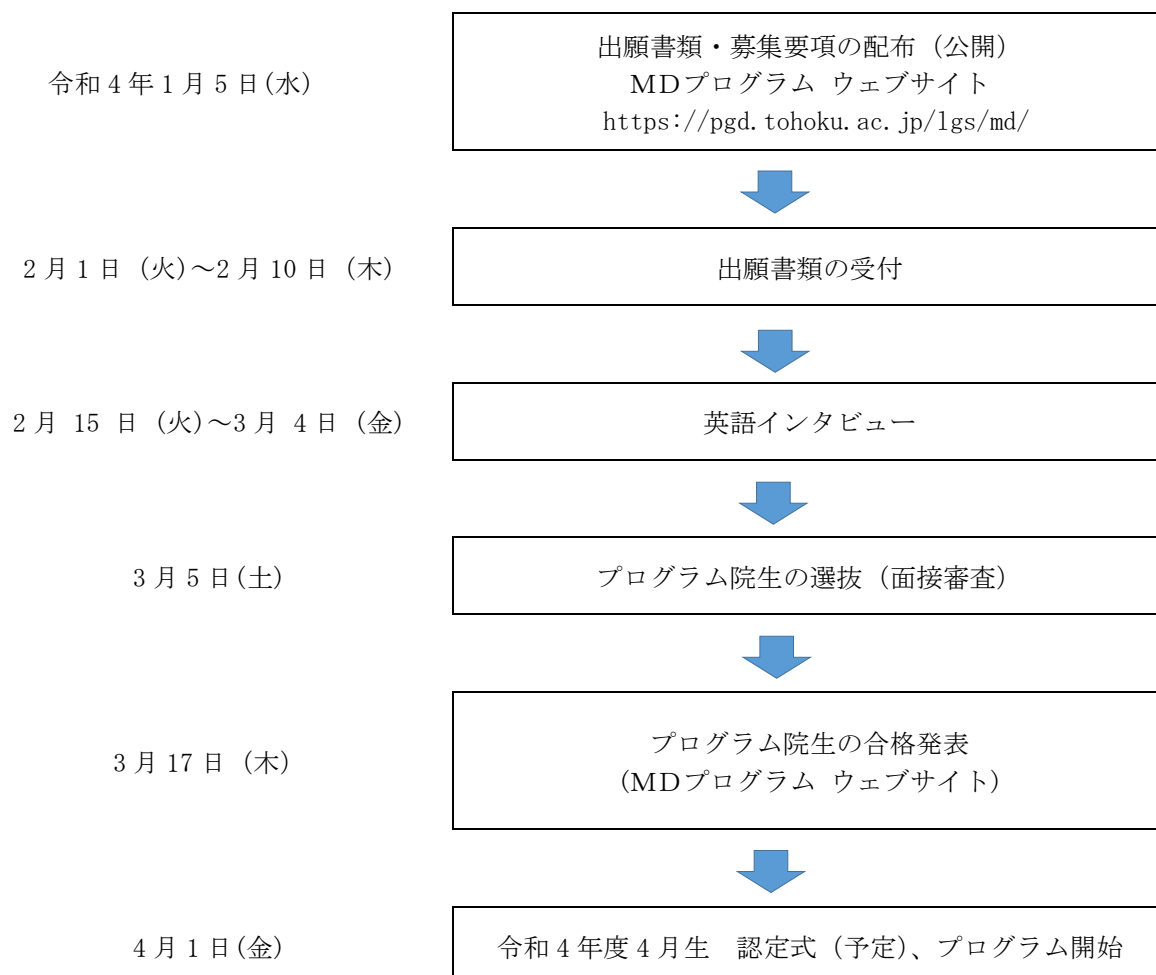 令和４年１月５日(水)
出願書類・募集要項の配布（公開）
ＭＤプログラム ウェブサイト
https://pgd.tohoku.ac.jp/lgs/md/
2月1日（火)～2月10日（木）
出願書類の受付
2月 15 日（火)～3月 4日（金）
英語インタビュー
3月5日(土)
プログラム院生の選抜（面接審査）
3月17日（木）
プログラム院生の合格発表
（ＭＤプログラム ウェブサイト）
4月1日(金)
令和４年度４月生　認定式（予定）、プログラム開始